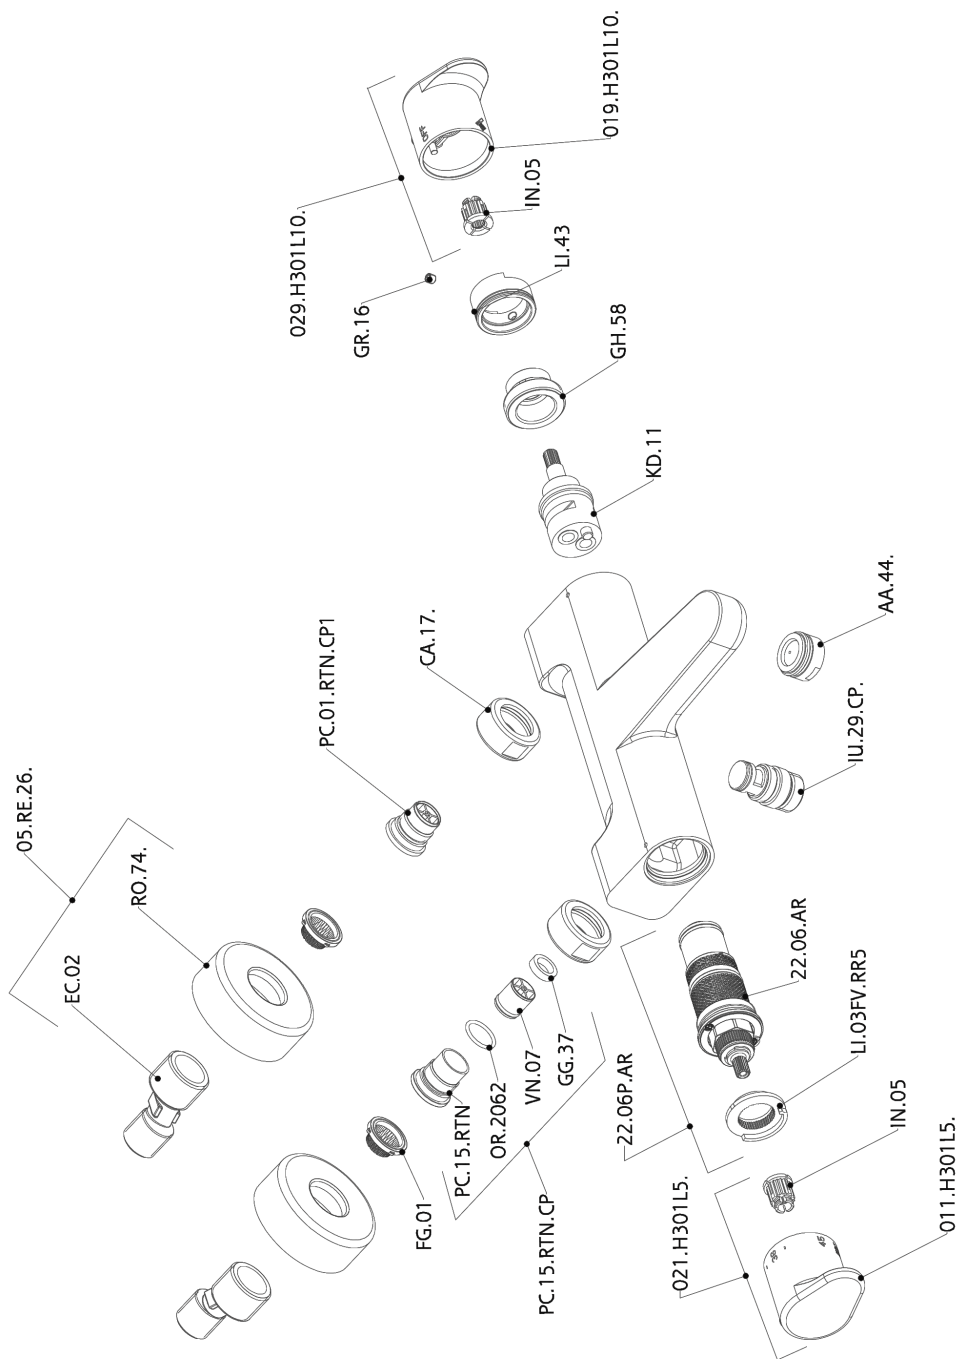 05.RE.26.
EC.02
RO.74.
029.H301L10.
PC.01.RTN.CP1
GR.16
FG.01
CA.17.
OFF
PC.15.RTN
OR.2062
VN.07
IN.05
PC.15.RTN.CP
GG.37
LI.43
019.H301L10.
GH.58
22.06P.AR
KD.11
021.H301L5.
38
22.06.AR
45
IU.29.CP.
LI.03FV.RR5
AA.44.
IN.05
011.H301L5.